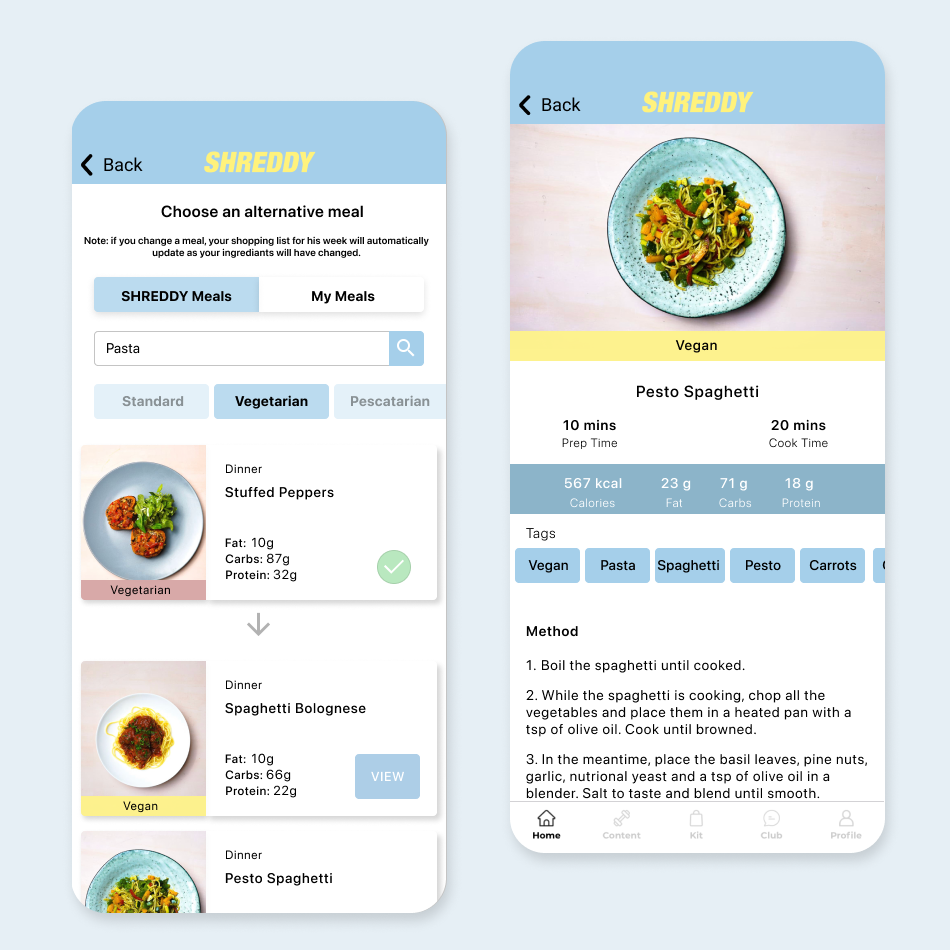 Back
SHREDDY
Choose an alternative meal
Note: if you change a meal, your shopping list for his week will automatically
update as your ingrediants will have changed.
SHREDDY Meals
My Meals
Pasta
Standard
Vegetarian
Pescatarian
Dinner
Stuffed Peppers
Fat: 10g
Carbs: 87g
Protein: 32g
Vegetarian
Dinner
Spaghetti Bolognese
Fat: 10g
Carbs: 66g
Protein: 22g
VIEW
Vegan
Dinner
Pesto Spaghetti
Back
SHREDDY
Vegan
Pesto Spaghetti
10 mins
Prep Time
20 mins
Cook Time
567 kcal
Calories
23 g
Fat
71 g
Carbs
18 g
Protein
Tags
Vegan
Pasta
Spaghetti
Pesto
Carrots
Method
1. Boil the spaghetti until cooked.
2. While the spaghetti is cooking, chop all the
vegetables and place them in a heated pan with a
tsp of olive oil. Cook until browned.
3. In the meantime, place the basil leaves, pine nuts,
garlic, nutrional yeast and a tsp of olive oil in a
blender. Salt to taste and blend until smooth.
Home
Content
Kit
Club
Profile